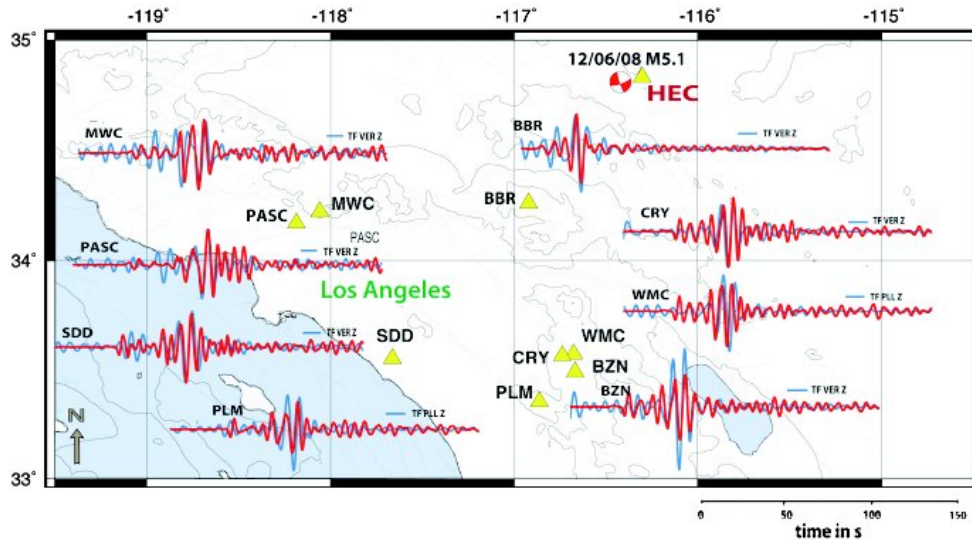 -119° -118° -117° -116° -115°
35°
12/06/08 M5.1
HEC
MWC
TF VER Z
BBR
TF VER Z
BBR
PASC
MWC
CRY
TF VER Z
PASC
PASC
TF VER Z
34°
Los Angeles
WMC
TF PLL Z
SDD
TF VER Z
SDD
WMC
CRY
BZN
PLM
BZN
TF VER Z
PLM
TF PLL Z
N
33°
0 50 100 150
time in s